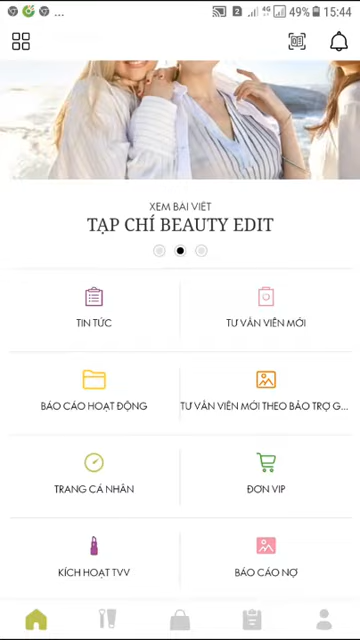 ...
2
4G
49%
15:44
XEM BÀI VIẾT
TẠP CHÍ BEAUTY EDIT
TIN TỨC
TƯ VẤN VIÊN MỚI
BÁO CÁO HOẠT ĐỘNG
TƯ VẤN VIÊN MỚI THEO BẢO TRỢ G...
TRANG CÁ NHÂN
ĐƠN VIP
KÍCH HOẠT TVV
BÁO CÁO NỢ